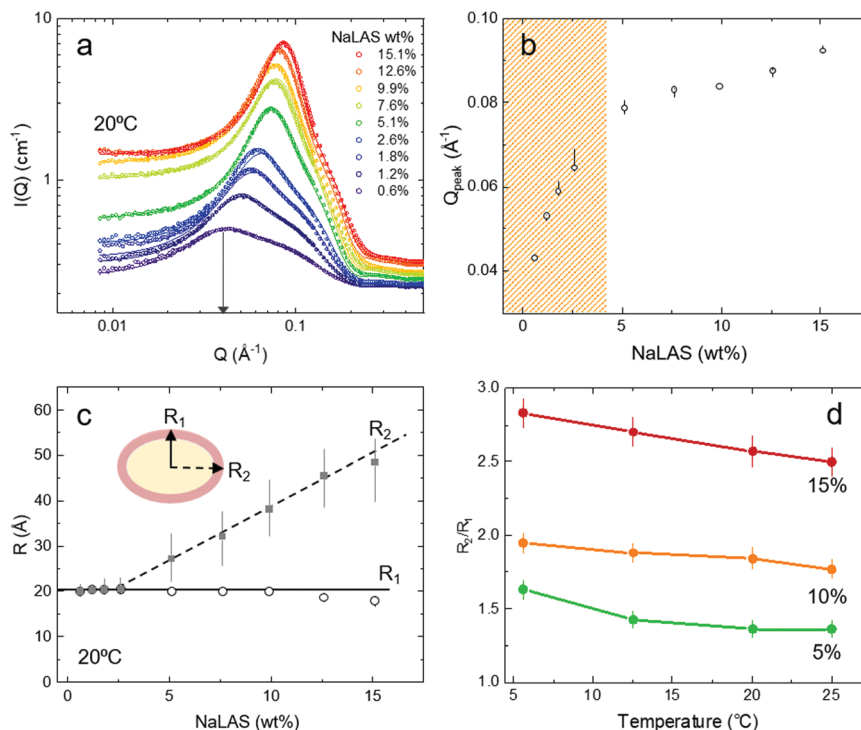 a
I(Q) (cm⁻¹)
10
1
20ºC
NaLAS wt%
15.1%
12.6%
9.9%
7.6%
5.1%
2.6%
1.8%
1.2%
0.6%
0.01
0.1
Q (Å⁻¹)
b
Q_peak (Å⁻¹)
0.10
0.08
0.06
0.04
0
5
10
15
NaLAS (wt%)
c
R (Å)
60
50
40
30
20
10
0
R₁
R₂
R₂
R₁
20ºC
0
5
10
15
NaLAS (wt%)
d
R₂/R₁
3.0
2.5
2.0
1.5
1.0
15%
10%
5%
5
10
15
20
25
Temperature (℃)